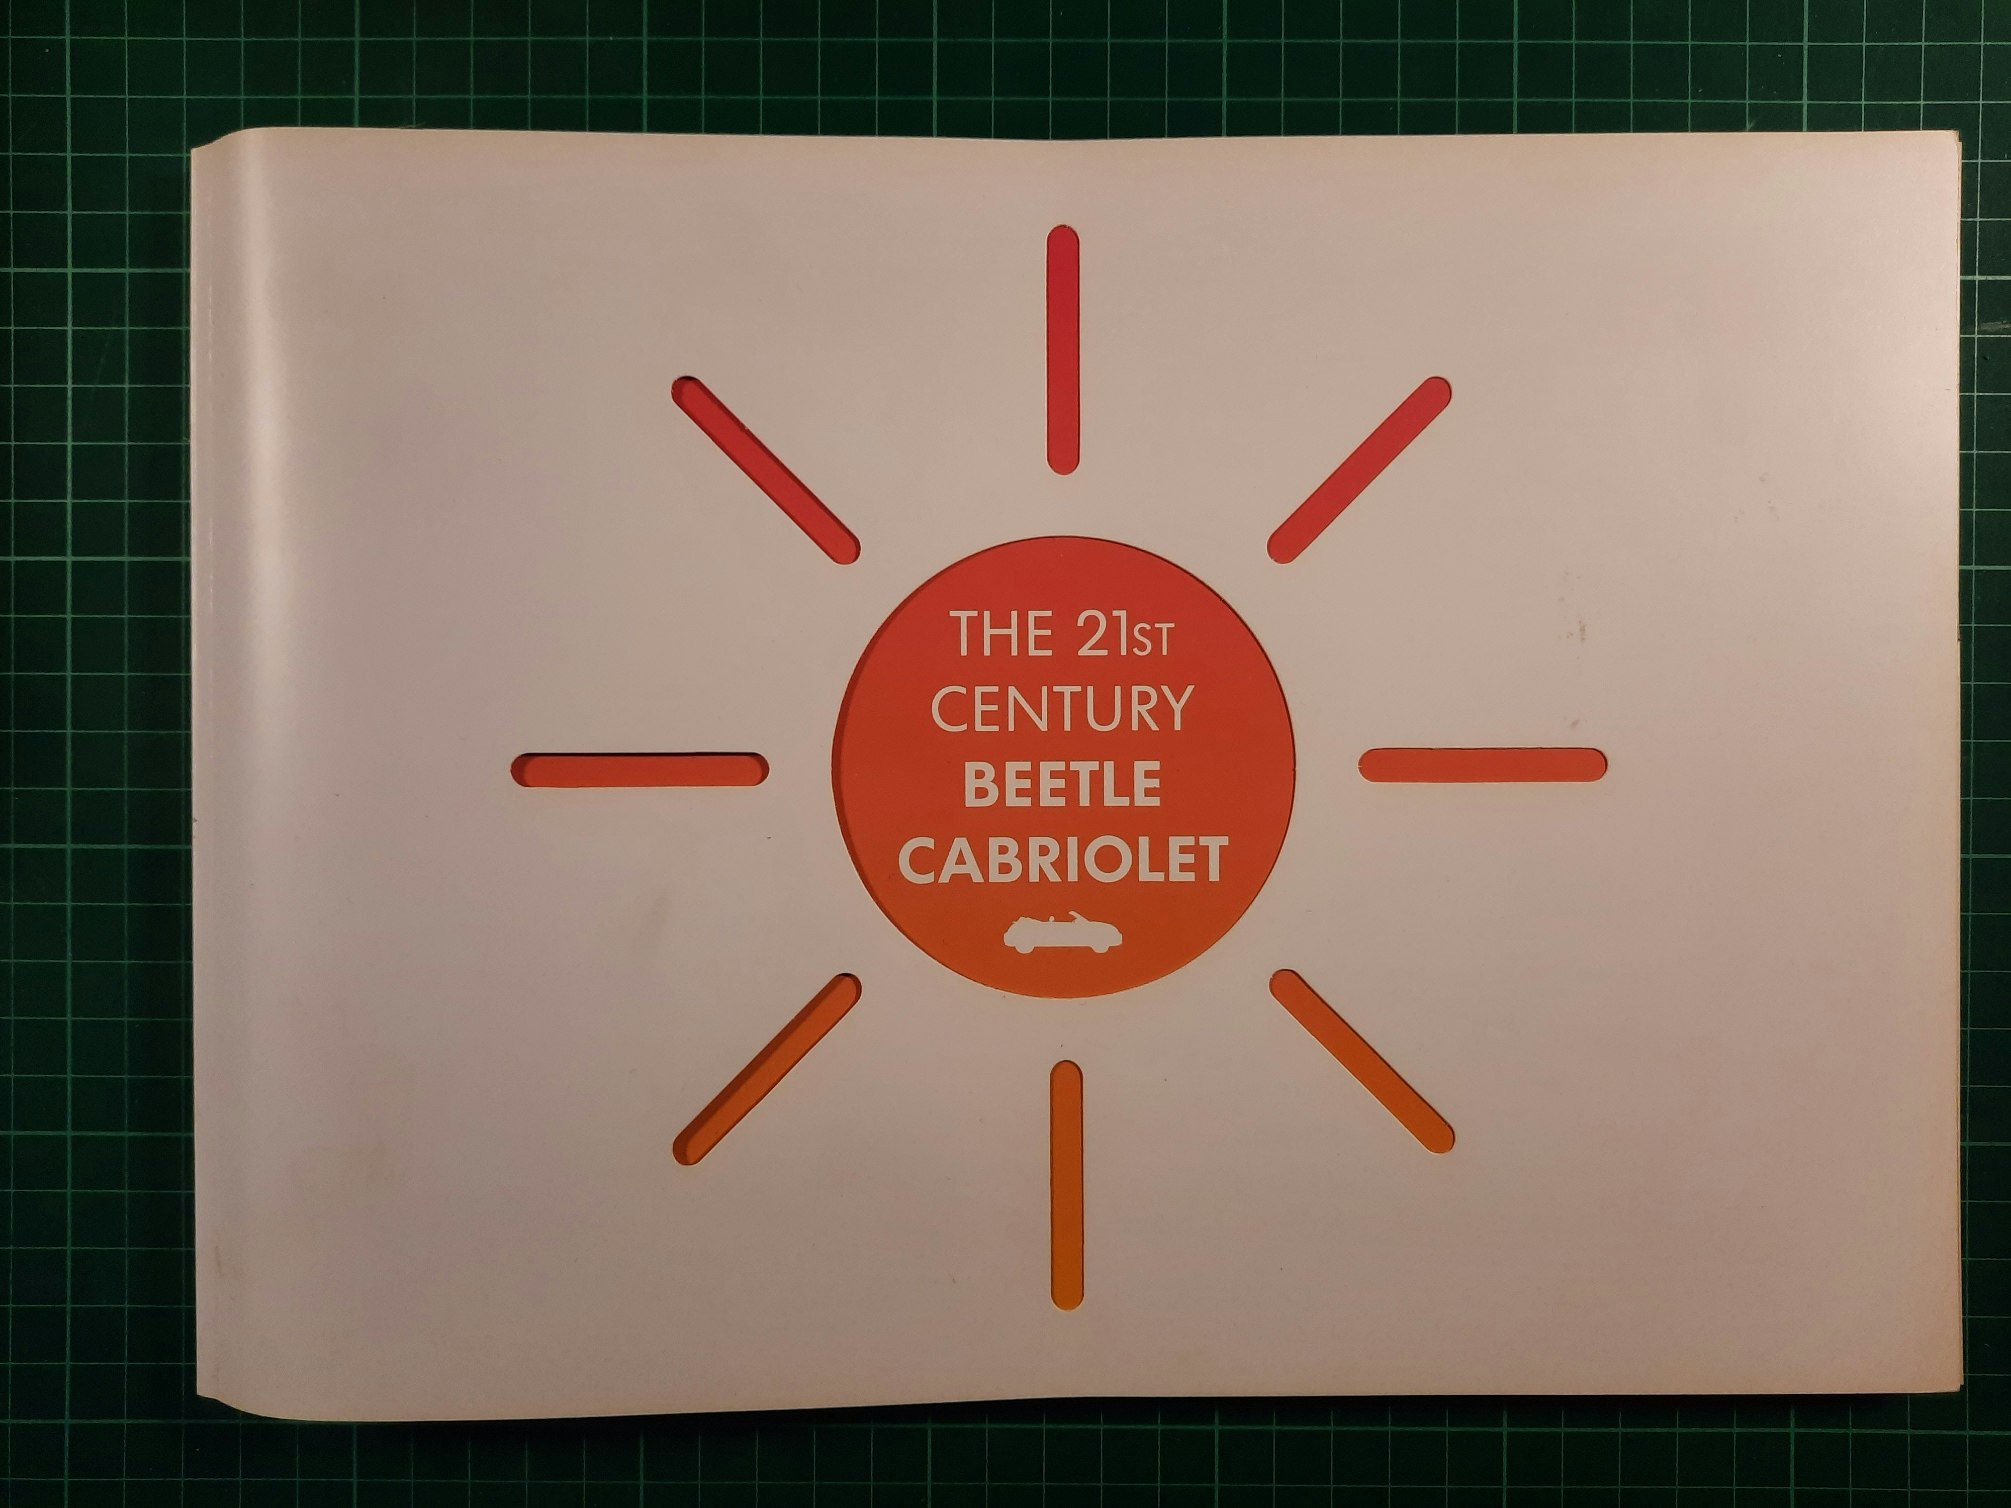 THE 21ST
CENTURY
BEETLE
CABRIOLET